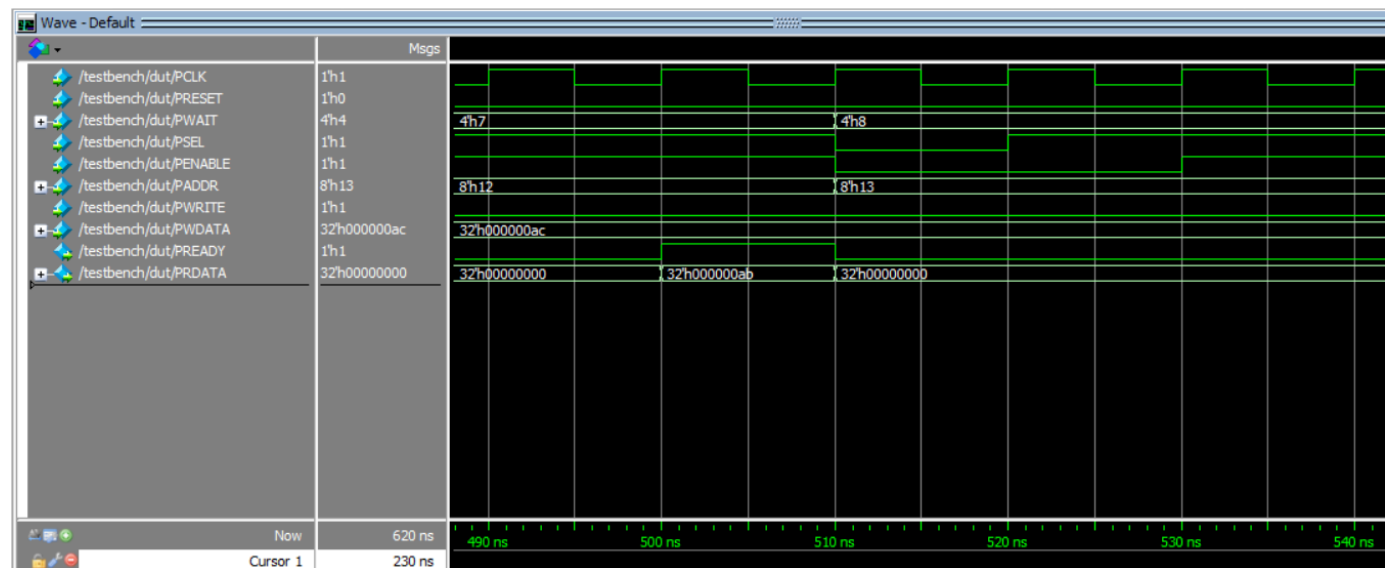 Wave - Default
Msgs
/testbench/dut/PCLK 1'h1
/testbench/dut/PRESET 1'h0
/testbench/dut/PWAIT 4'h4 4'h7 4'h8
/testbench/dut/PSEL 1'h1
/testbench/dut/PENABLE 1'h1
/testbench/dut/PADDR 8'h13 8'h12 8'h13
/testbench/dut/PWRITE 1'h1
/testbench/dut/PWDATA 32'h000000ac 32'h000000ac
/testbench/dut/PREADY 1'h1
/testbench/dut/PRDATA 32'h00000000 32'h00000000 32'h000000ab 32'h00000000
Now 620 ns 490 ns 500 ns 510 ns 520 ns 530 ns 540 ns
Cursor 1 230 ns